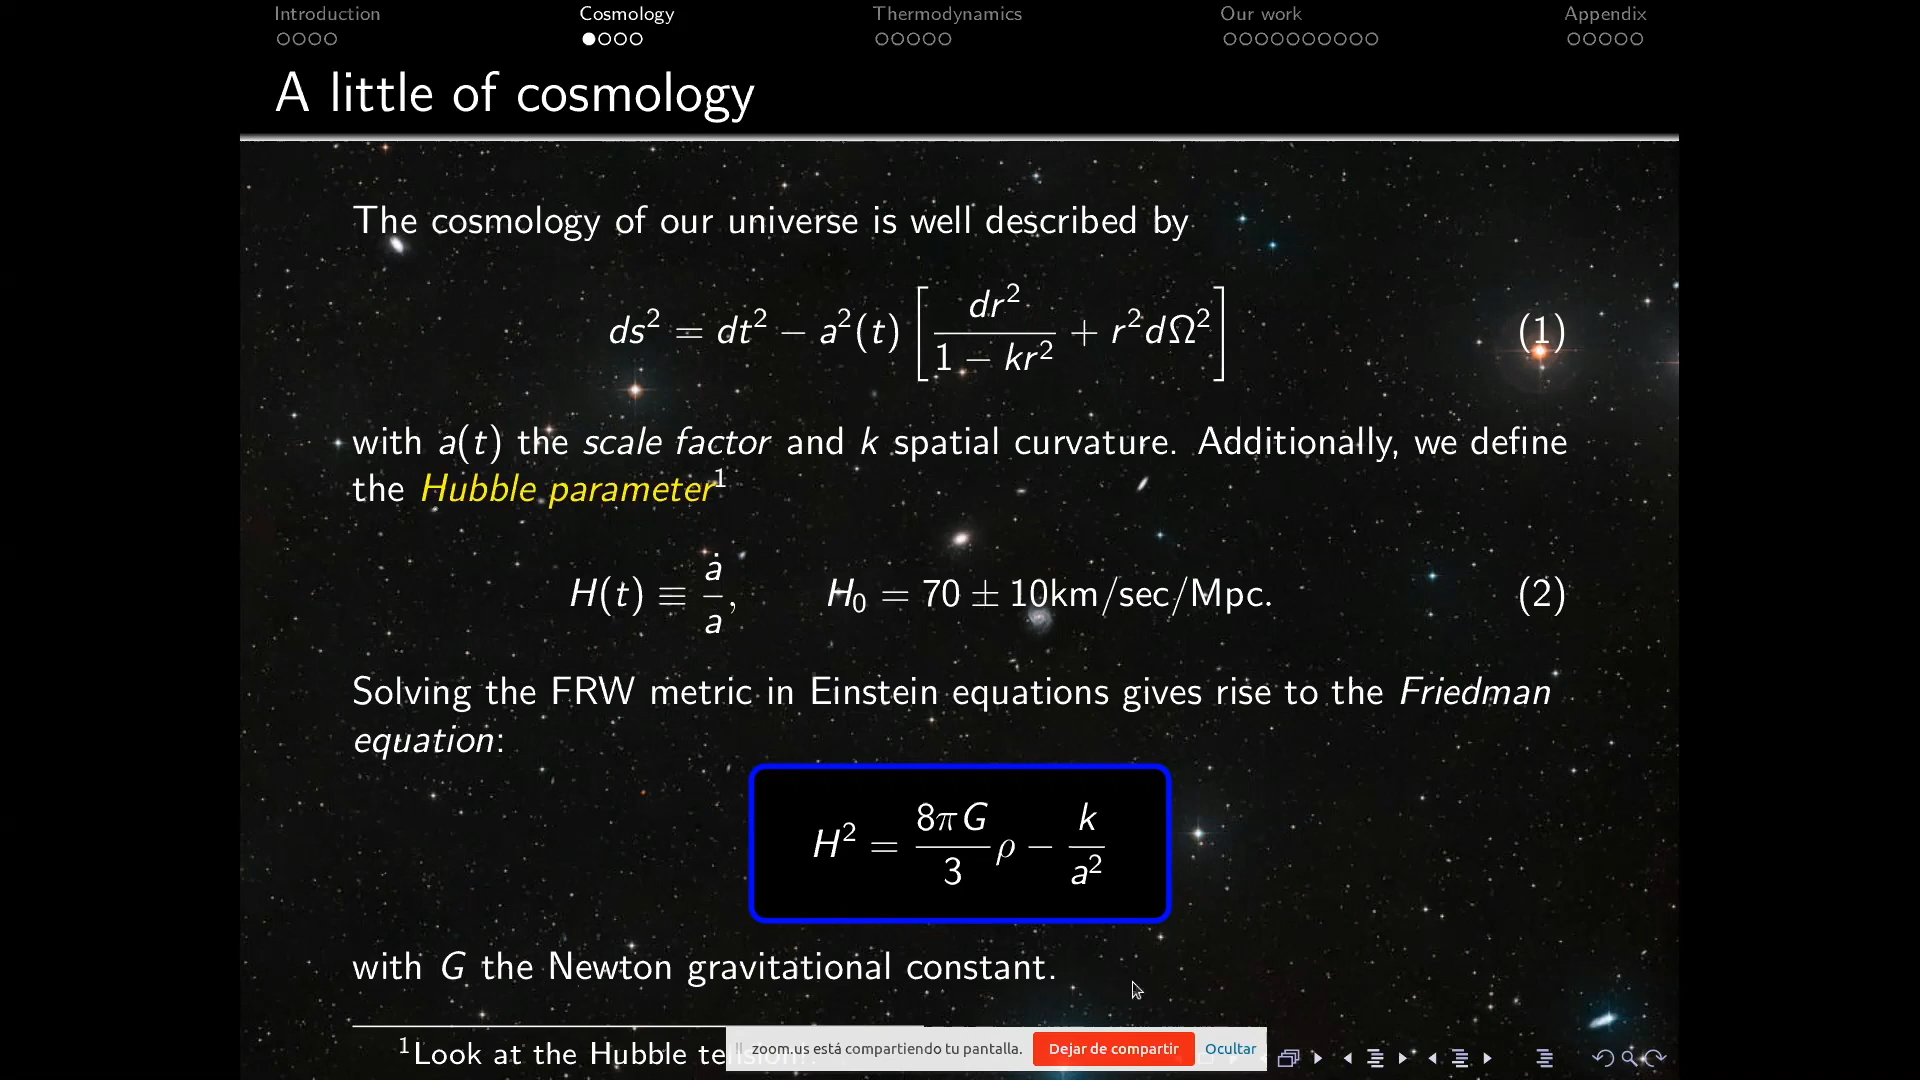 Introduction Cosmology Thermodynamics Our work Appendix
A little of cosmology
The cosmology of our universe is well described by
ds² = dt² − a²(t) [ dr² / (1 − kr²) + r²dΩ² ] (1)
with a(t) the scale factor and k spatial curvature. Additionally, we define
the Hubble parameter¹
H(t) ≡ ȧ/a, H₀ = 70 ± 10km/sec/Mpc. (2)
Solving the FRW metric in Einstein equations gives rise to the Friedman
equation:
H² = 8πG/3 ρ − k/a²
with G the Newton gravitational constant.
¹Look at the Hubble
zoom.us está compartiendo tu pantalla. Dejar de compartir Ocultar